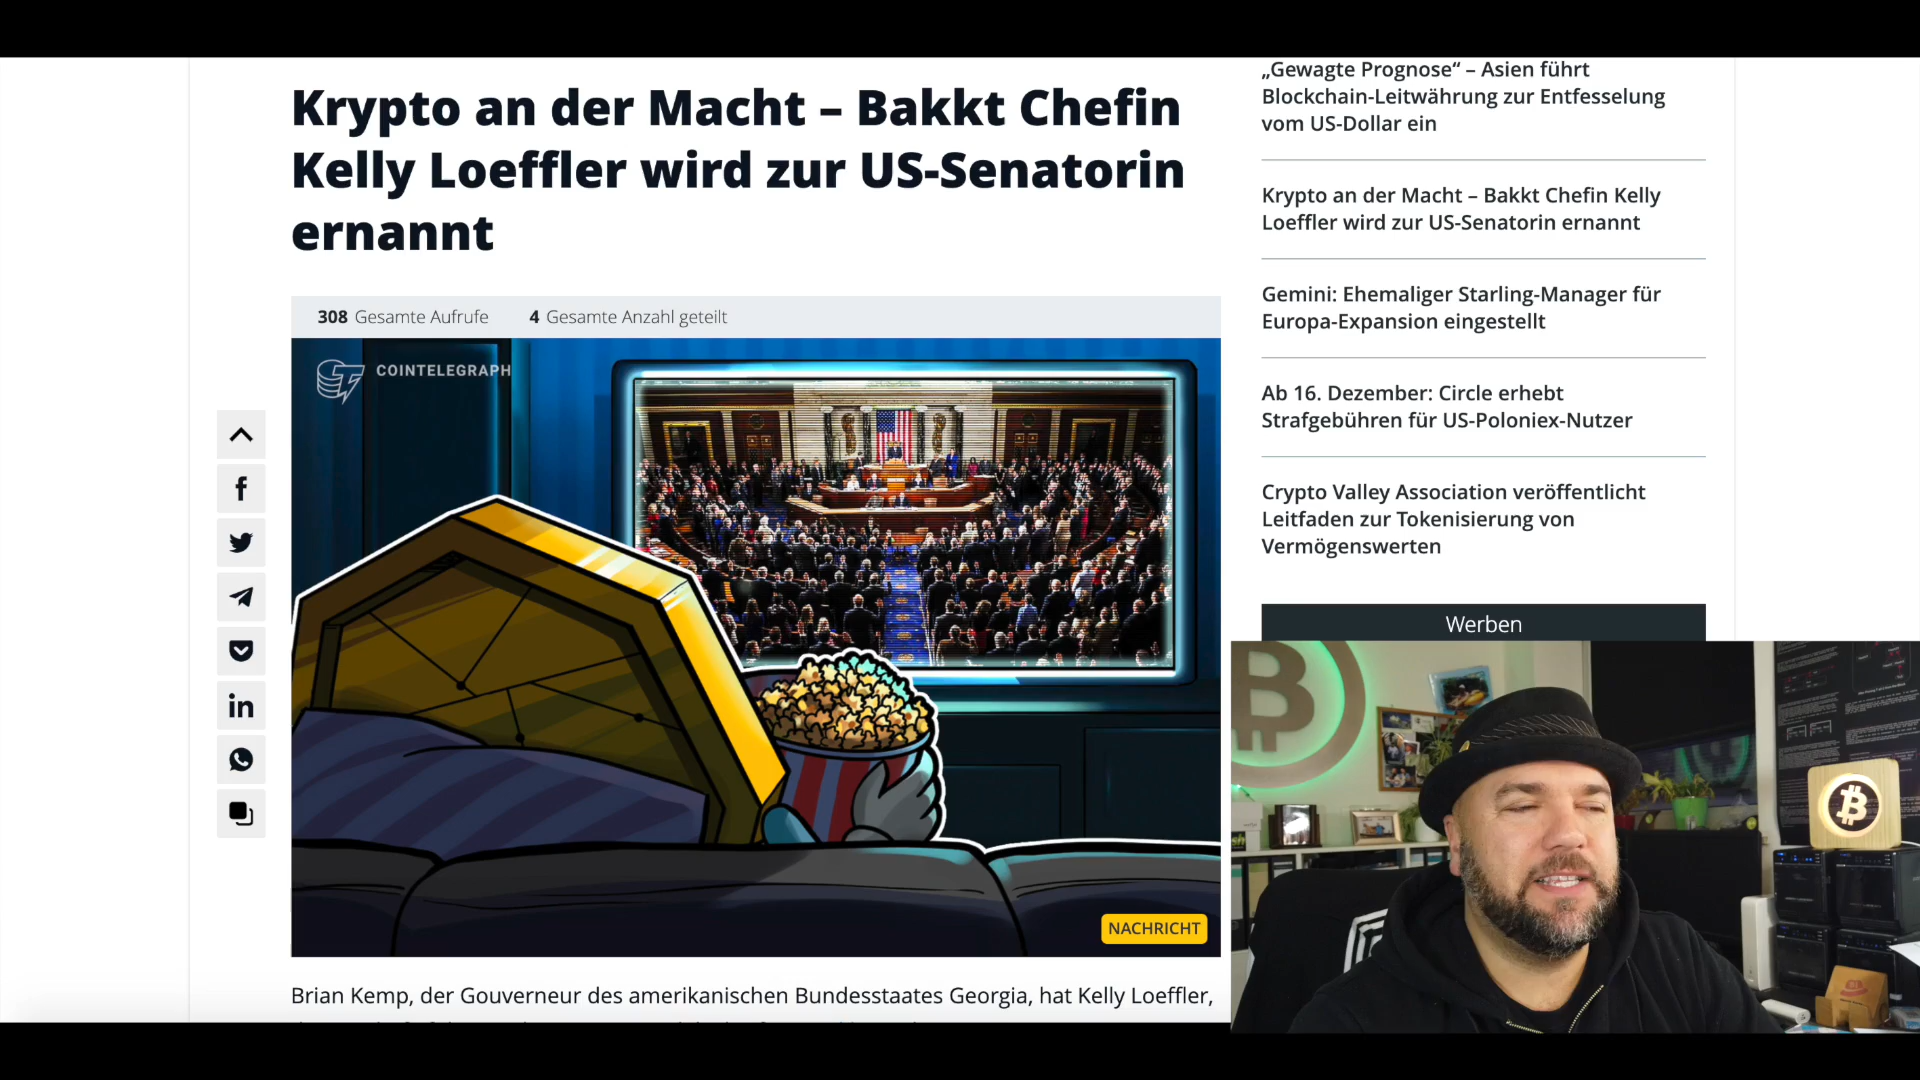 Krypto an der Macht – Bakkt Chefin
Kelly Loeffler wird zur US-Senatorin
ernannt
308 Gesamte Aufrufe 4 Gesamte Anzahl geteilt
COINTELEGRAPH
NACHRICHT
Brian Kemp, der Gouverneur des amerikanischen Bundesstaates Georgia, hat Kelly Loeffler,
„Gewagte Prognose“ – Asien führt
Blockchain-Leitwährung zur Entfesselung
vom US-Dollar ein
Krypto an der Macht – Bakkt Chefin Kelly
Loeffler wird zur US-Senatorin ernannt
Gemini: Ehemaliger Starling-Manager für
Europa-Expansion eingestellt
Ab 16. Dezember: Circle erhebt
Strafgebühren für US-Poloniex-Nutzer
Crypto Valley Association veröffentlicht
Leitfaden zur Tokenisierung von
Vermögenswerten
Werben